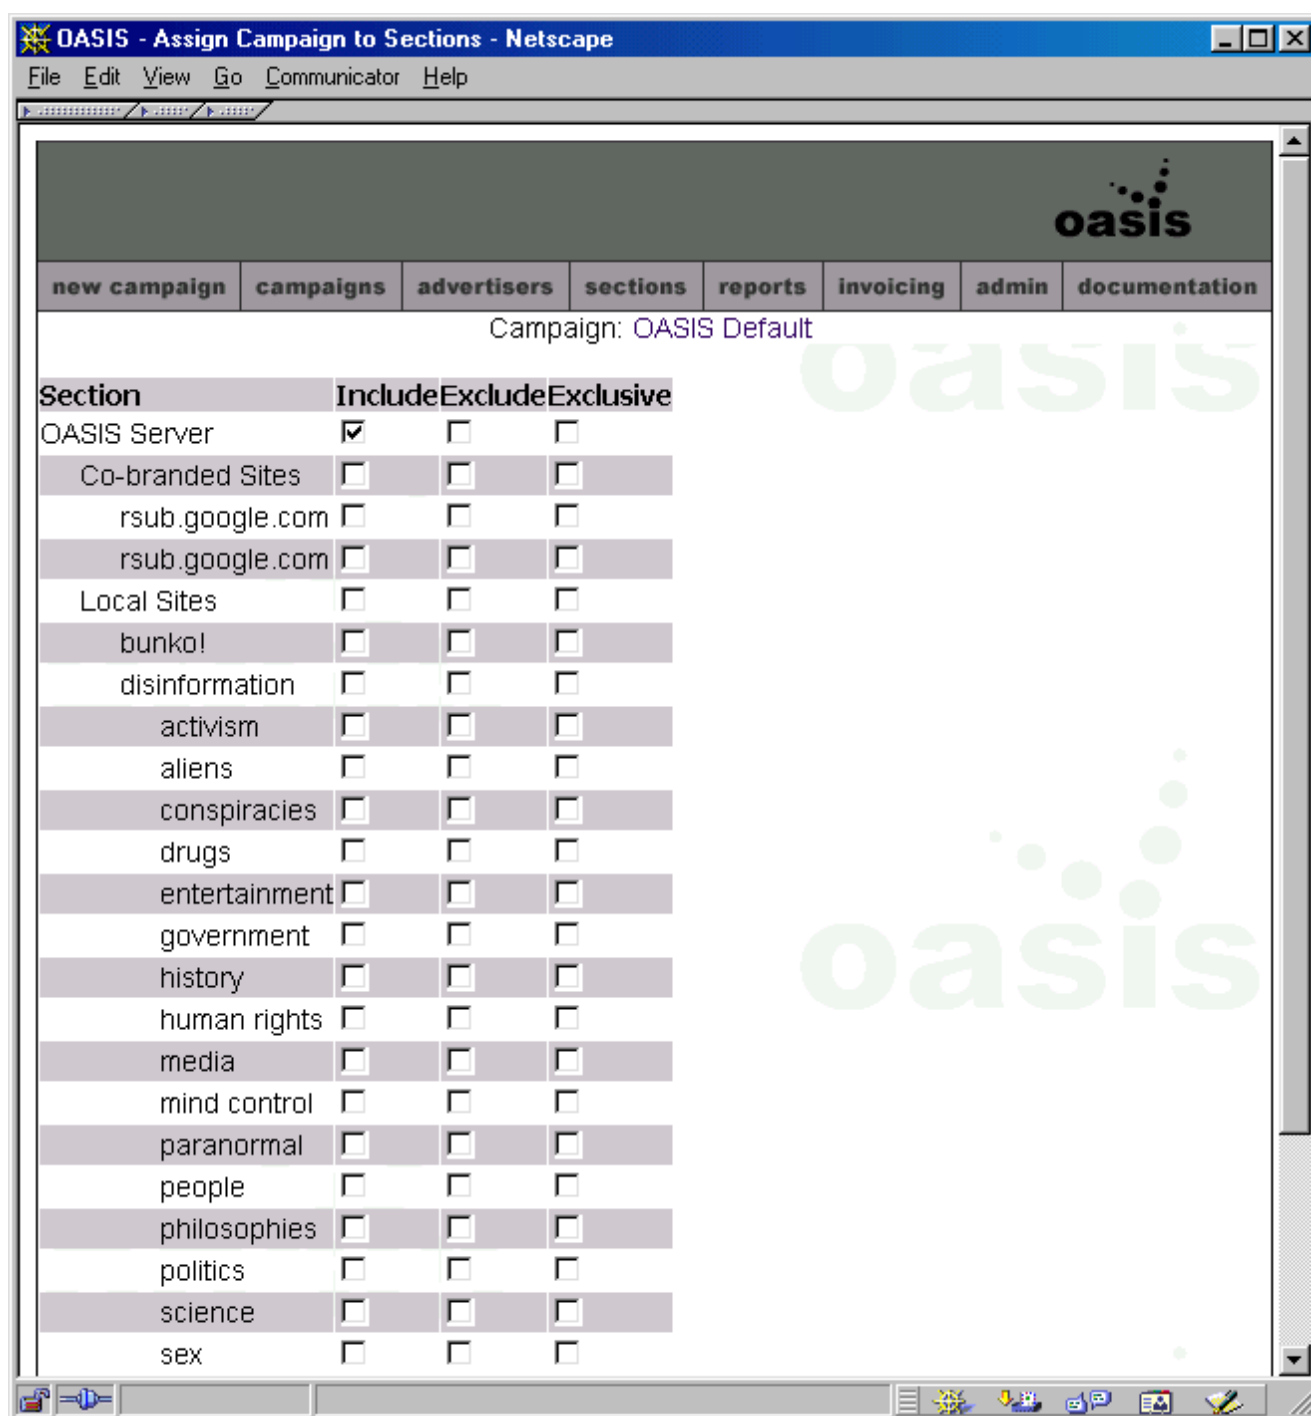 OASIS - Assign Campaign to Sections - Netscape
File Edit View Go Communicator Help
oasis
new campaign campaigns advertisers sections reports invoicing admin documentation
Campaign: OASIS Default
oasis
Section Include Exclude Exclusive
OASIS Server
Co-branded Sites
rsub.google.com
rsub.google.com
Local Sites
bunko!
disinformation
activism
aliens
conspiracies
drugs
entertainment
government
oasis
history
human rights
media
mind control
paranormal
people
philosophies
politics
science
sex